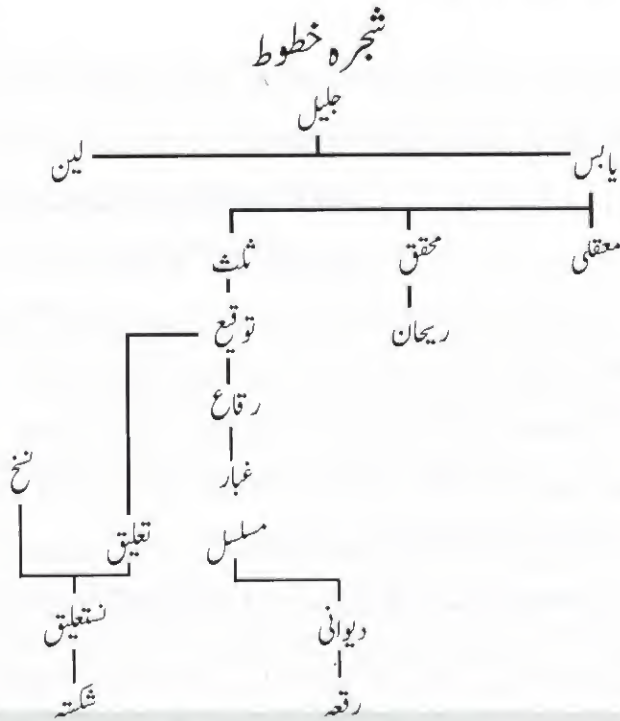 شجرہ خطوط
جلیل
یابس لین
معقلی محقق ثلث
ریحان توقیع
رقاع
غبار نسخ
مسلسل تعلیق
دیوانی نستعلیق
رقعہ شکستہ